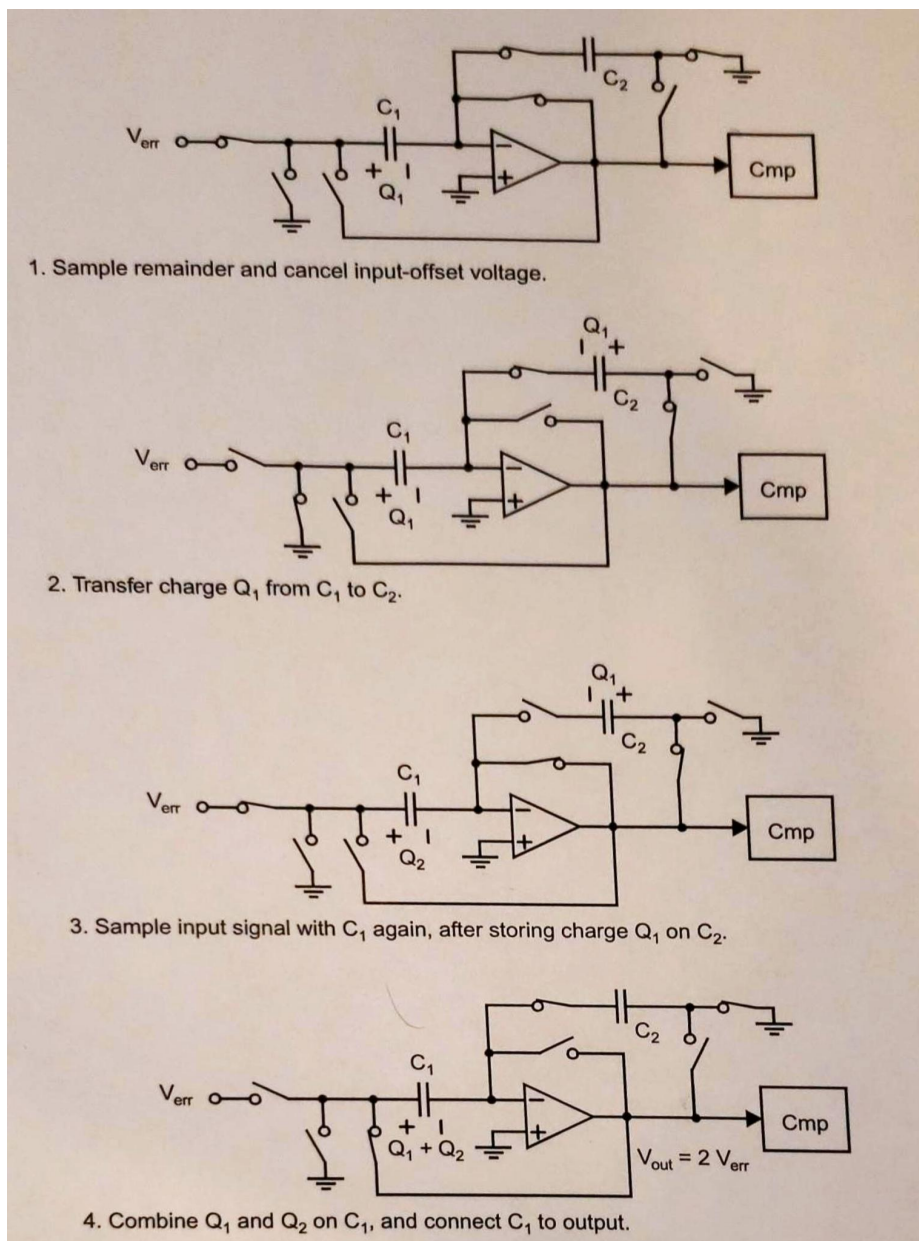 C₂
C₁
Verr
+ −
Q₁
−
+
Cmp
1. Sample remainder and cancel input-offset voltage.
Q₁
− +
C₂
C₁
Verr
+ −
Q₁
−
+
Cmp
2. Transfer charge Q₁ from C₁ to C₂.
Q₁
− +
C₂
C₁
Verr
+ −
Q₂
−
+
Cmp
3. Sample input signal with C₁ again, after storing charge Q₁ on C₂.
C₂
C₁
Verr
+ −
Q₁ + Q₂
−
+
Cmp
Vout = 2 Verr
4. Combine Q₁ and Q₂ on C₁, and connect C₁ to output.